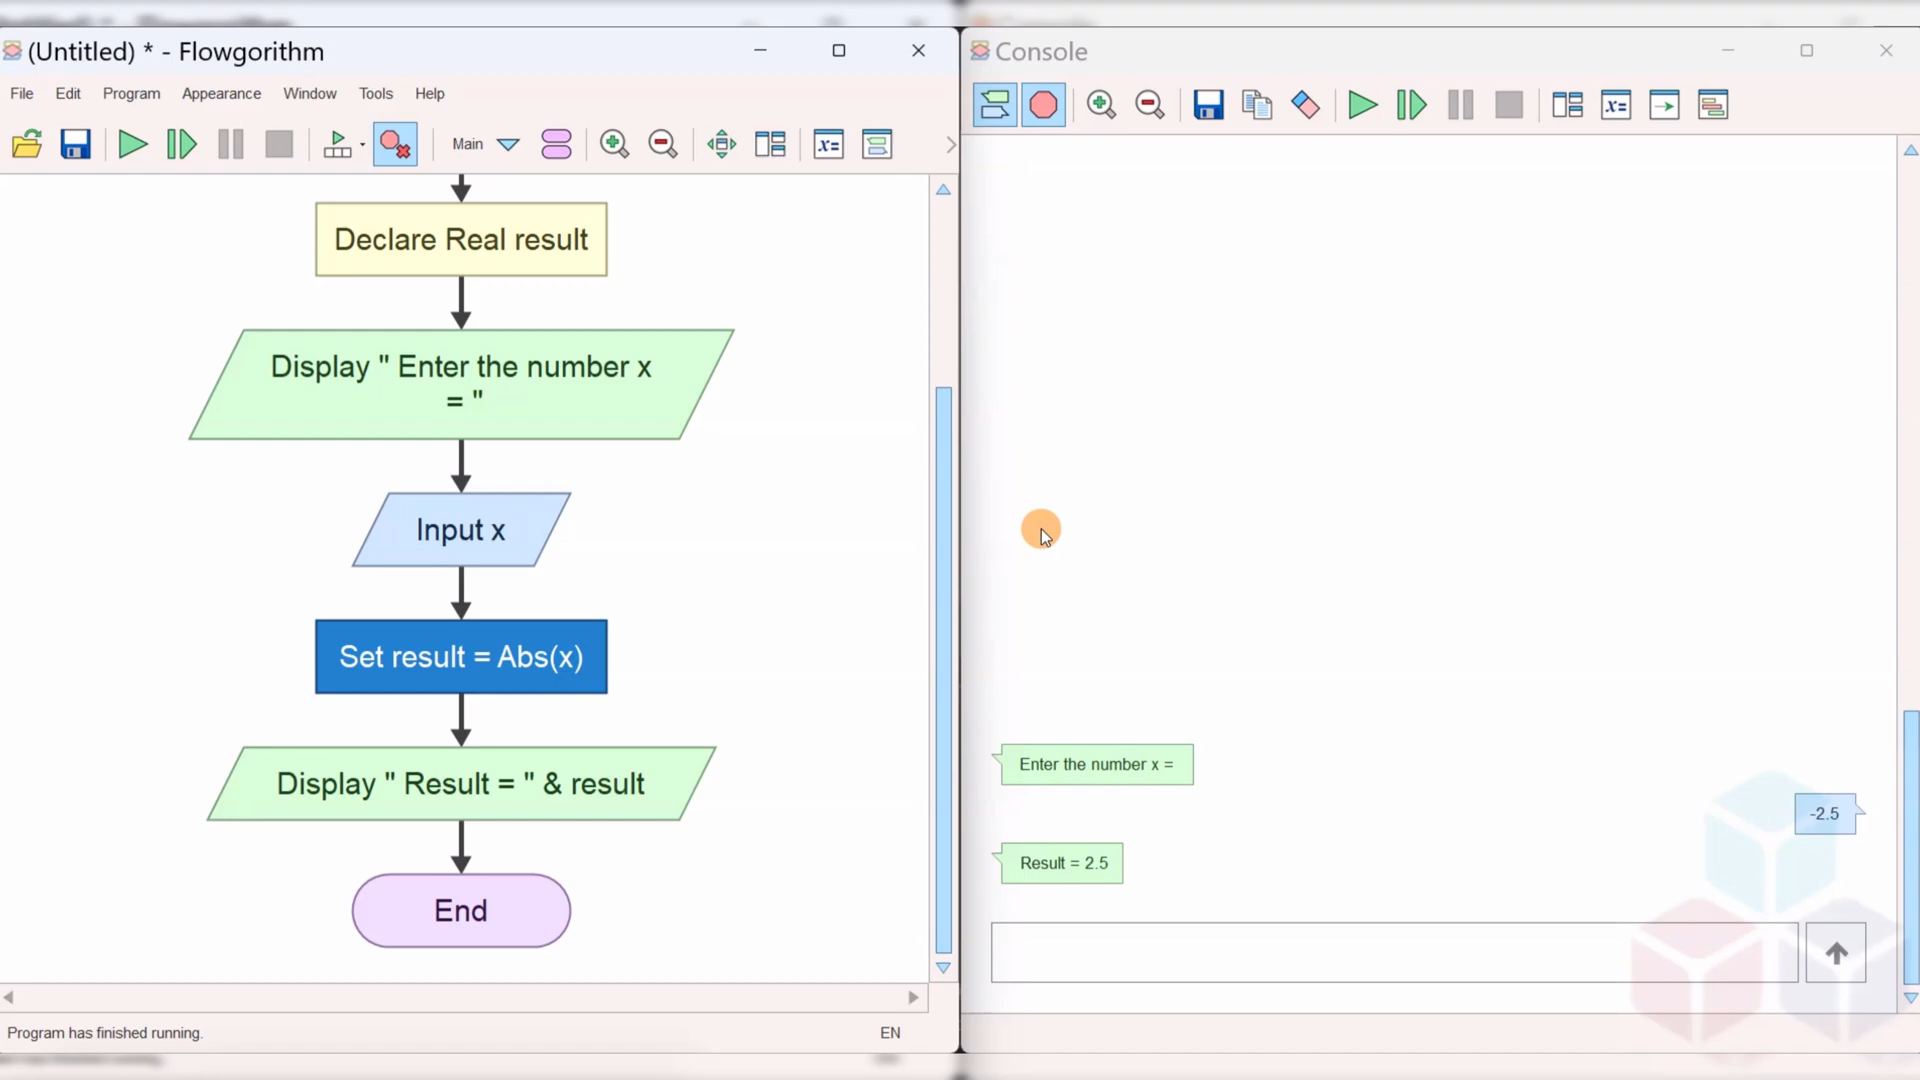 (Untitled) * - Flowgorithm
File Edit Program Appearance Window Tools Help
Main
x=
Declare Real result
Display " Enter the number x
= "
Input x
Set result = Abs(x)
Display " Result = " & result
End
Program has finished running.
EN
Console
x=
Enter the number x =
-2.5
Result = 2.5